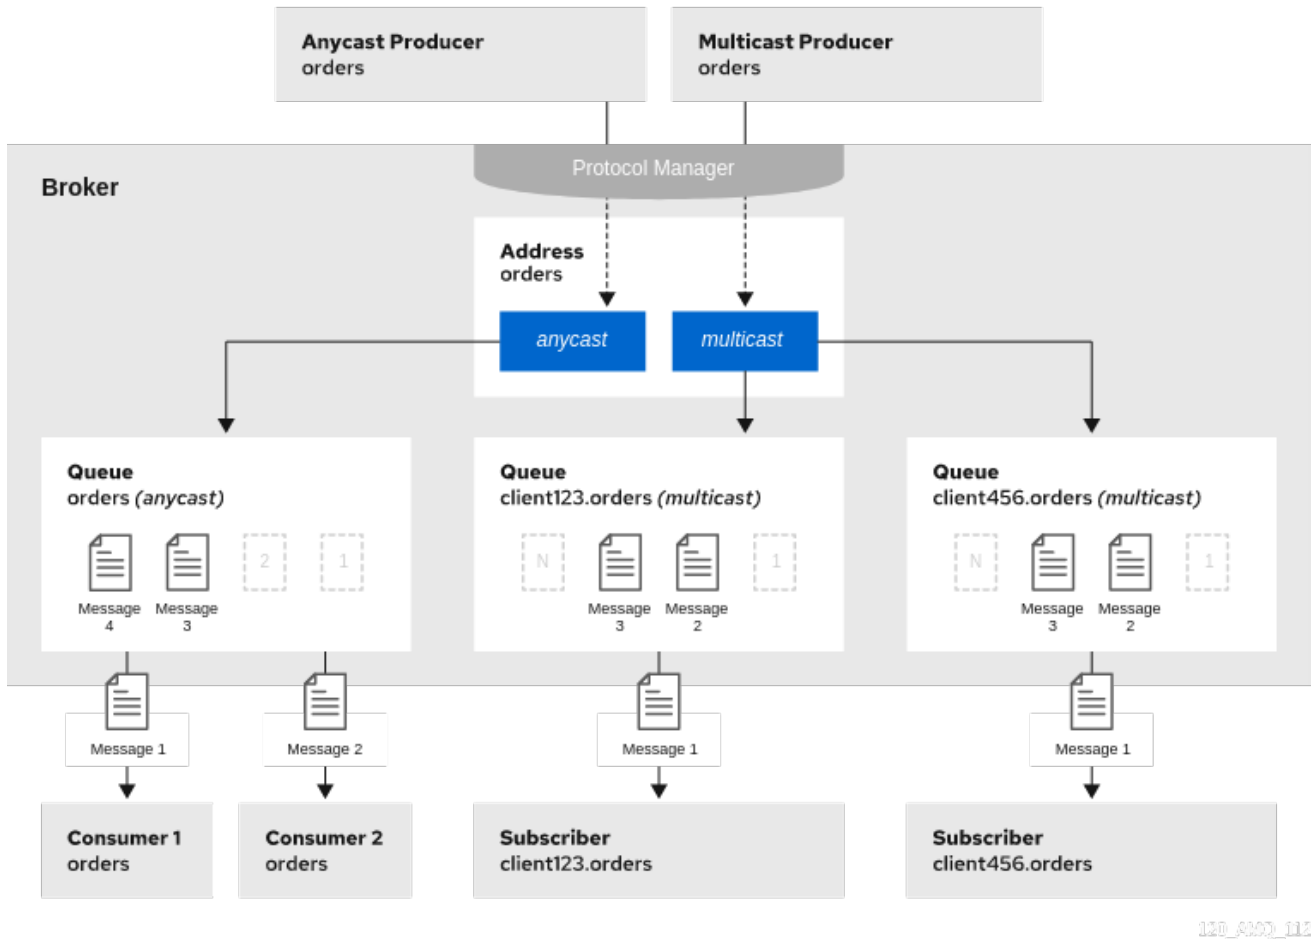 Anycast Producer
orders
Multicast Producer
orders
Protocol Manager
Broker
Address
orders
anycast
multicast
Queue
orders (anycast)
2
1
Message
4
Message
3
Queue
client123.orders (multicast)
N
1
Message
3
Message
2
Queue
client456.orders (multicast)
N
1
Message
3
Message
2
Message 1
Message 2
Message 1
Message 1
Consumer 1
orders
Consumer 2
orders
Subscriber
client123.orders
Subscriber
client456.orders